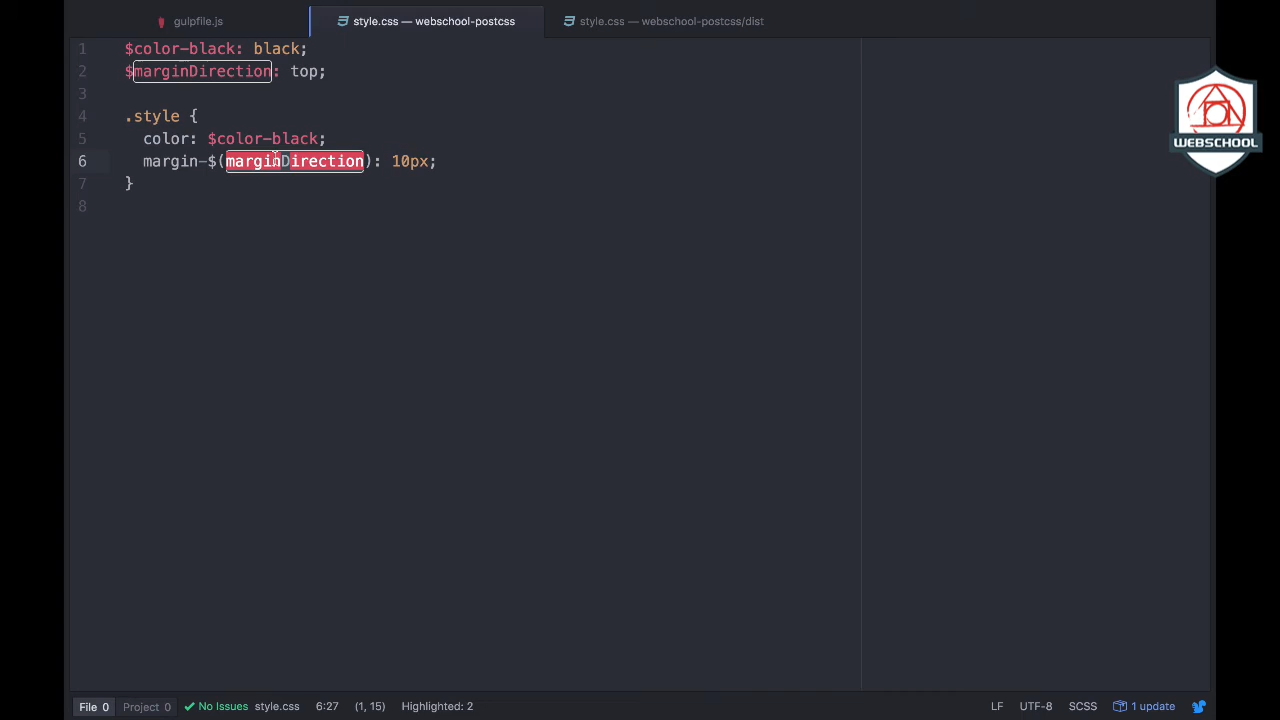 gulpfile.js
style.css — webschool-postcss
style.css — webschool-postcss/dist
1 $color-black: black;
2 $marginDirection: top;
3
4 .style {
5 color: $color-black;
6 margin-$(marginDirection): 10px;
7 }
8
WEBSCHOOL
File 0 Project 0 No Issues style.css 6:27 (1, 15) Highlighted: 2 LF UTF-8 SCSS 1 update